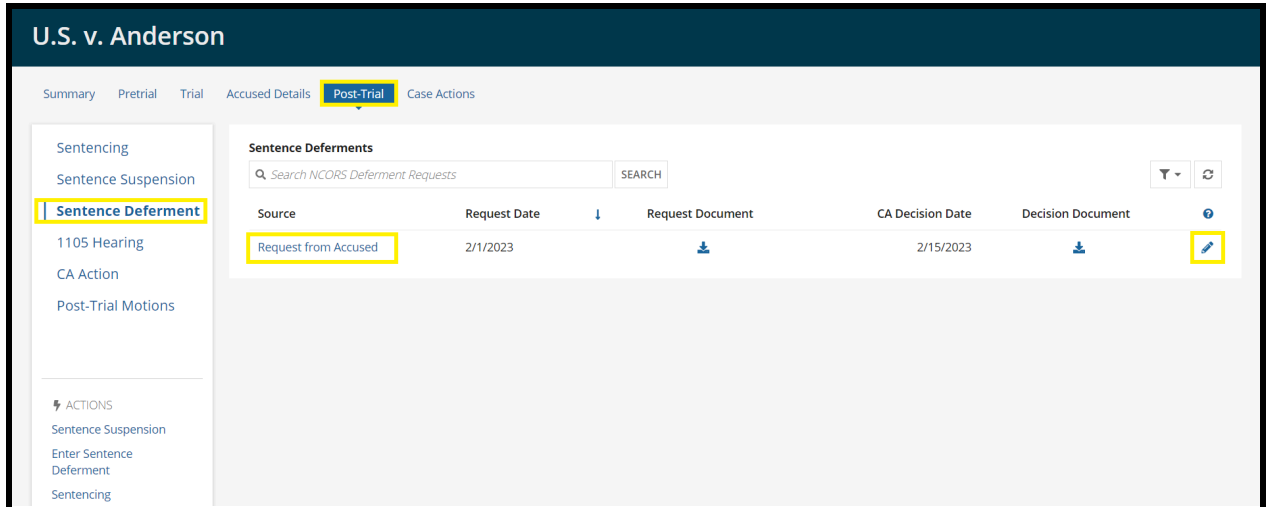 U.S. v. Anderson
Summary Pretrial Trial Accused Details Post-Trial Case Actions
Sentencing
Sentence Suspension
Sentence Deferment
1105 Hearing
CA Action
Post-Trial Motions
ACTIONS
Sentence Suspension
Enter Sentence
Deferment
Sentencing
Sentence Deferments
Search NCORS Deferment Requests SEARCH
Source Request Date Request Document CA Decision Date Decision Document
Request from Accused 2/1/2023 2/15/2023